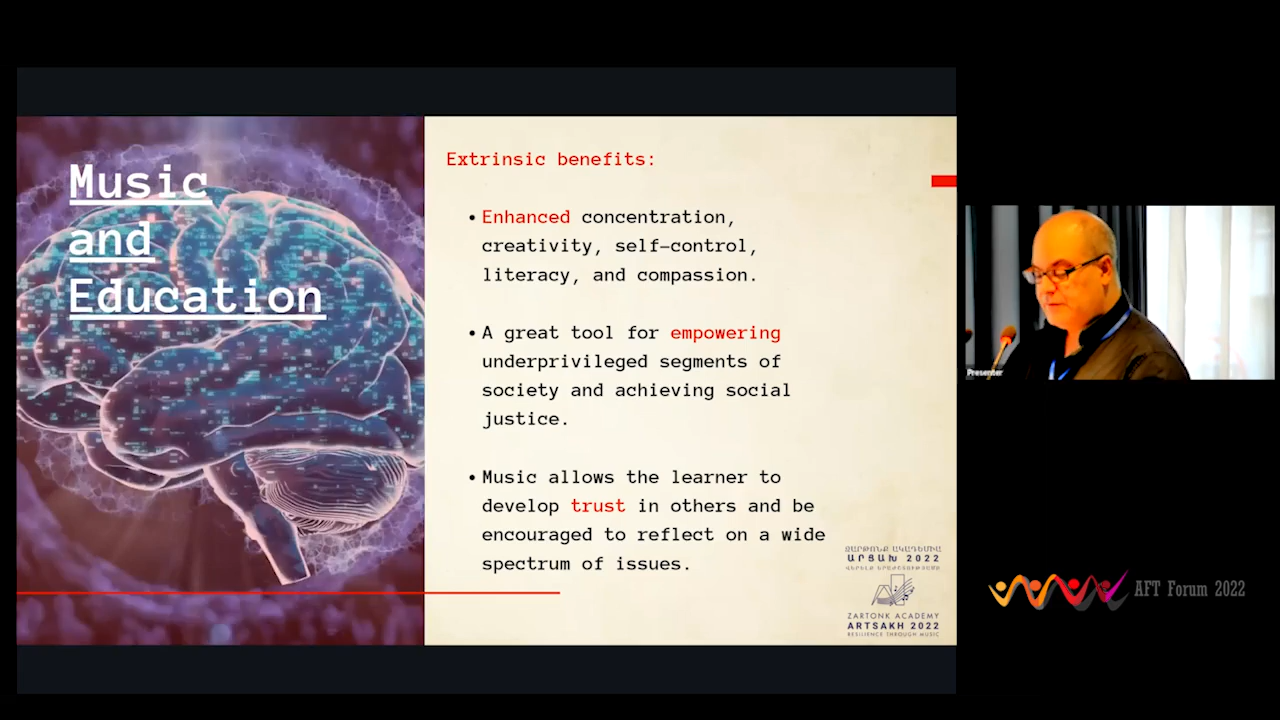 Music
and
Education
Extrinsic benefits:
• Enhanced concentration,
creativity, self-control,
literacy, and compassion.
• A great tool for empowering
underprivileged segments of
society and achieving social
justice.
• Music allows the learner to
develop trust in others and be
encouraged to reflect on a wide
spectrum of issues.
ԶԱՐԹՕՆՔ ԱԿԱԴԵՄԻԱ
ԱՐՑԱԽ 2022
ZARTONK ACADEMY
ARTSAKH 2022
RESILIENCE THROUGH MUSIC
Presenter
AFT Forum 2022